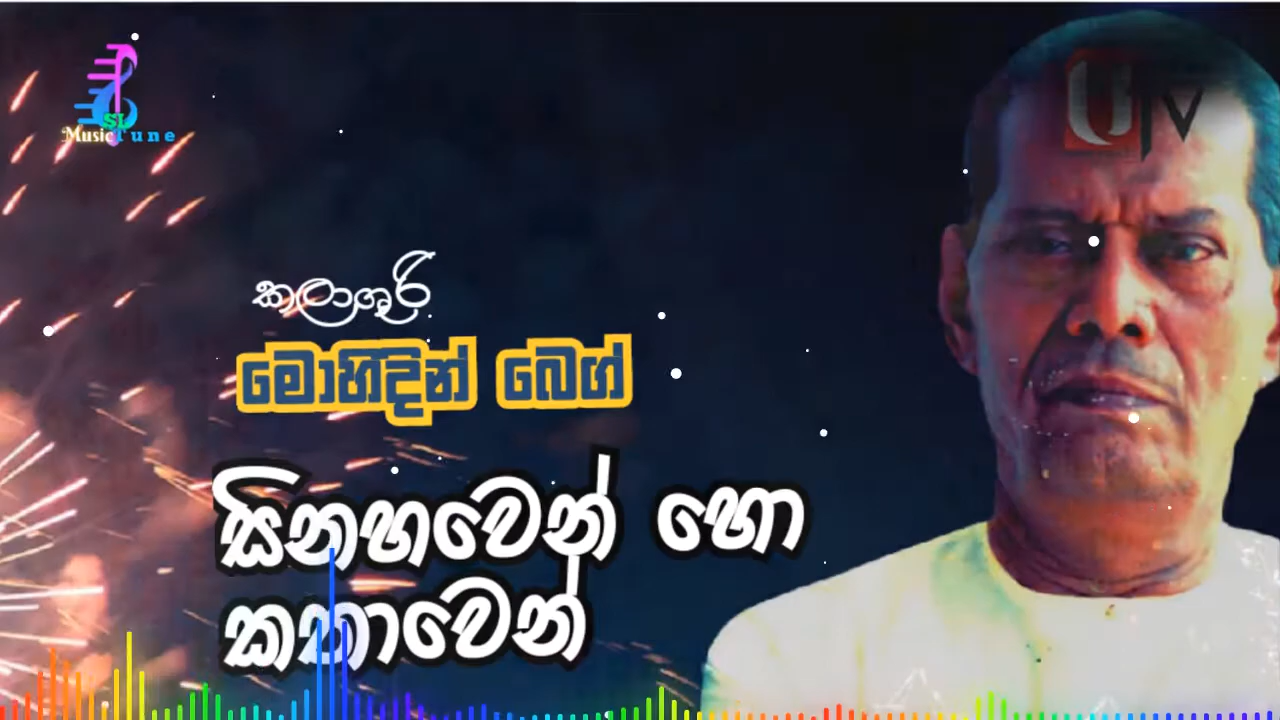 SL
Music Tune
UTV
කලාශූරි
මොහිදින් බෙග්
සිනහවෙන් හො
කතාවෙන්